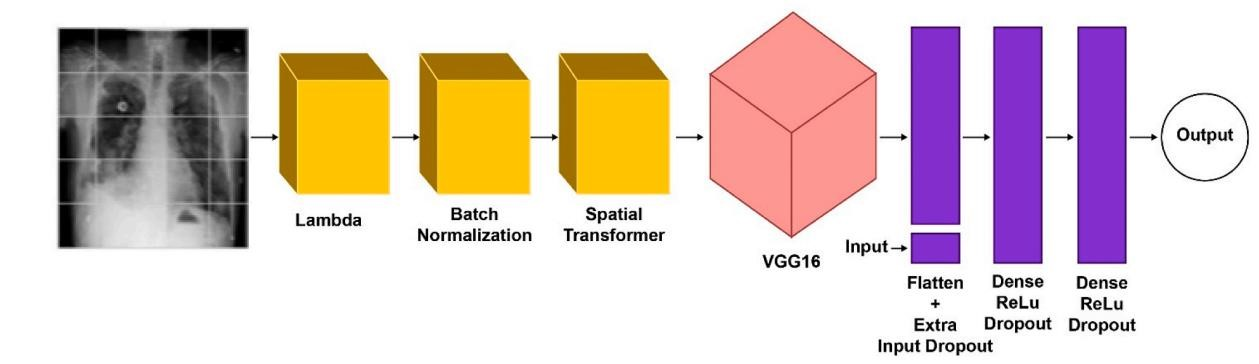 Lambda
Batch
Normalization
Spatial
Transformer
VGG16
Input
Flatten
+
Extra
Input Dropout
Dense
ReLu
Dropout
Dense
ReLu
Dropout
Output